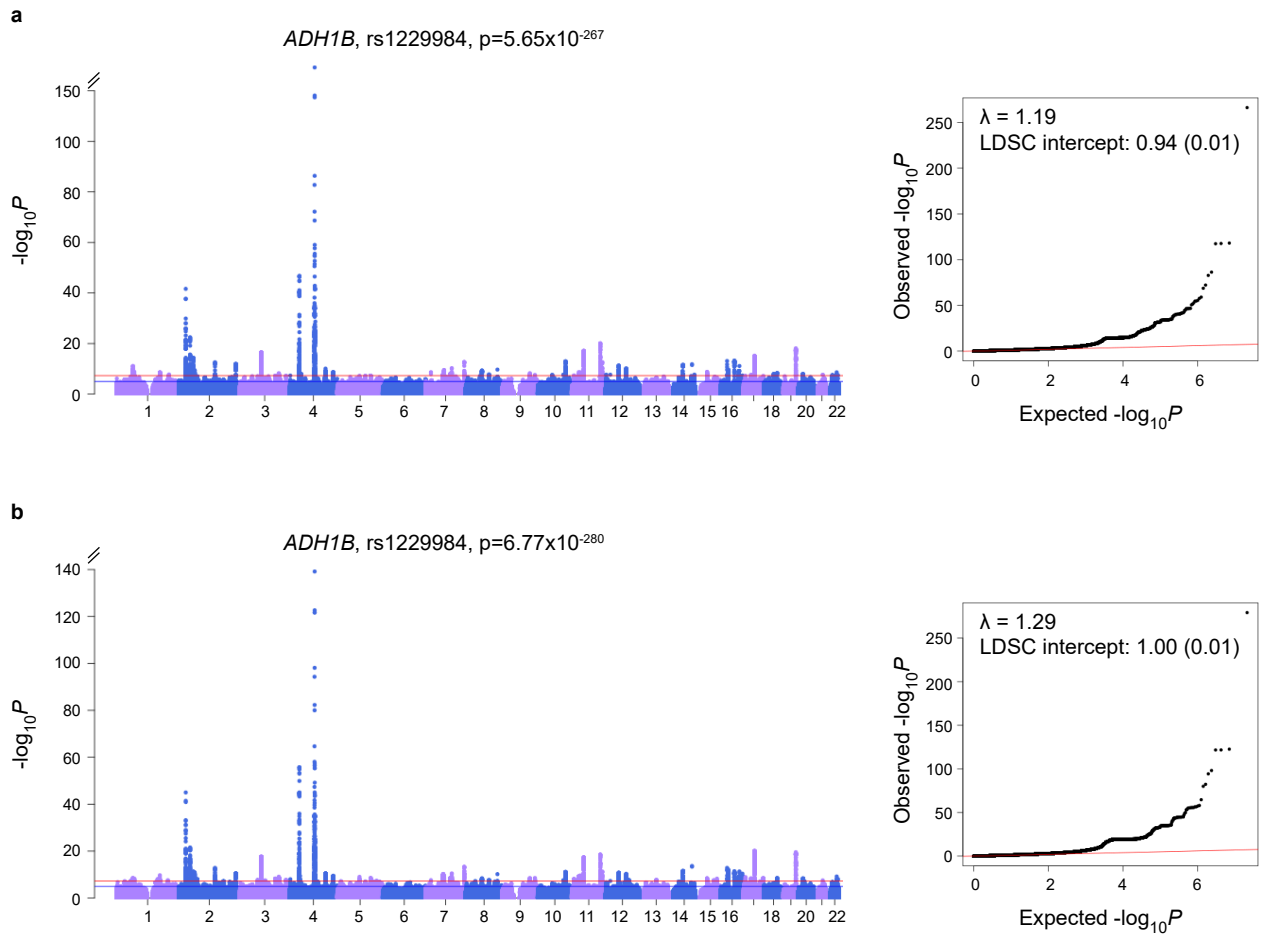 a
ADH1B, rs1229984, p=5.65x10-267
150
100
80
60
40
20
0
-log10P
1 2 3 4 5 6 7 8 9 10 11 12 13 14 15 16 18 20 22
λ = 1.19
LDSC intercept: 0.94 (0.01)
250
200
150
100
50
0
Observed -log10P
0 2 4 6
Expected -log10P
b
ADH1B, rs1229984, p=6.77x10-280
140
120
100
80
60
40
20
0
-log10P
1 2 3 4 5 6 7 8 9 10 11 12 13 14 15 16 18 20 22
λ = 1.29
LDSC intercept: 1.00 (0.01)
250
200
150
100
50
0
Observed -log10P
0 2 4 6
Expected -log10P